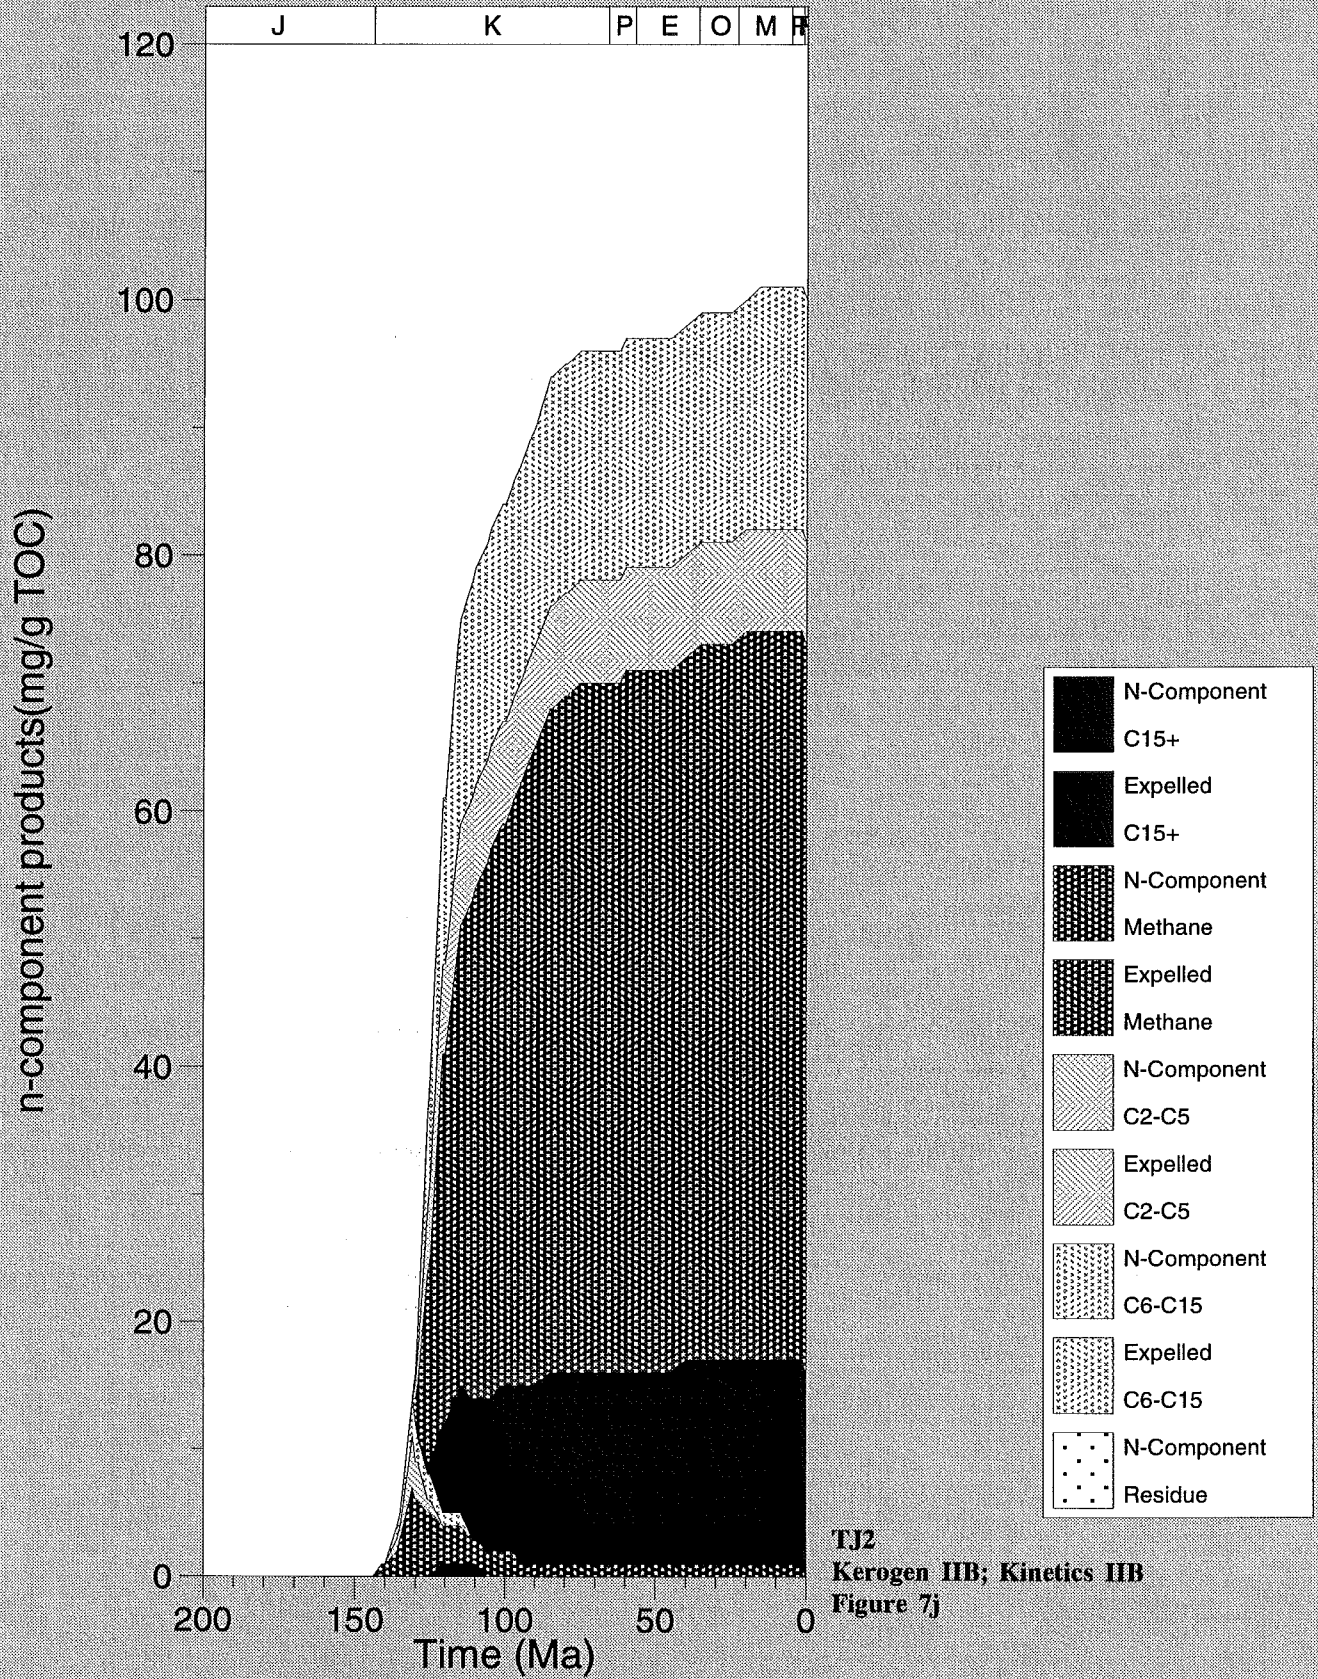 J K P E O M
120
100
80
60
40
20
0
n-component products(mg/g TOC)
200 150 100 50 0
Time (Ma)
N-Component
C15+
Expelled
C15+
N-Component
Methane
Expelled
Methane
N-Component
C2-C5
Expelled
C2-C5
N-Component
C6-C15
Expelled
C6-C15
N-Component
Residue
TJ2
Kerogen IIB; Kinetics IIB
Figure 7j